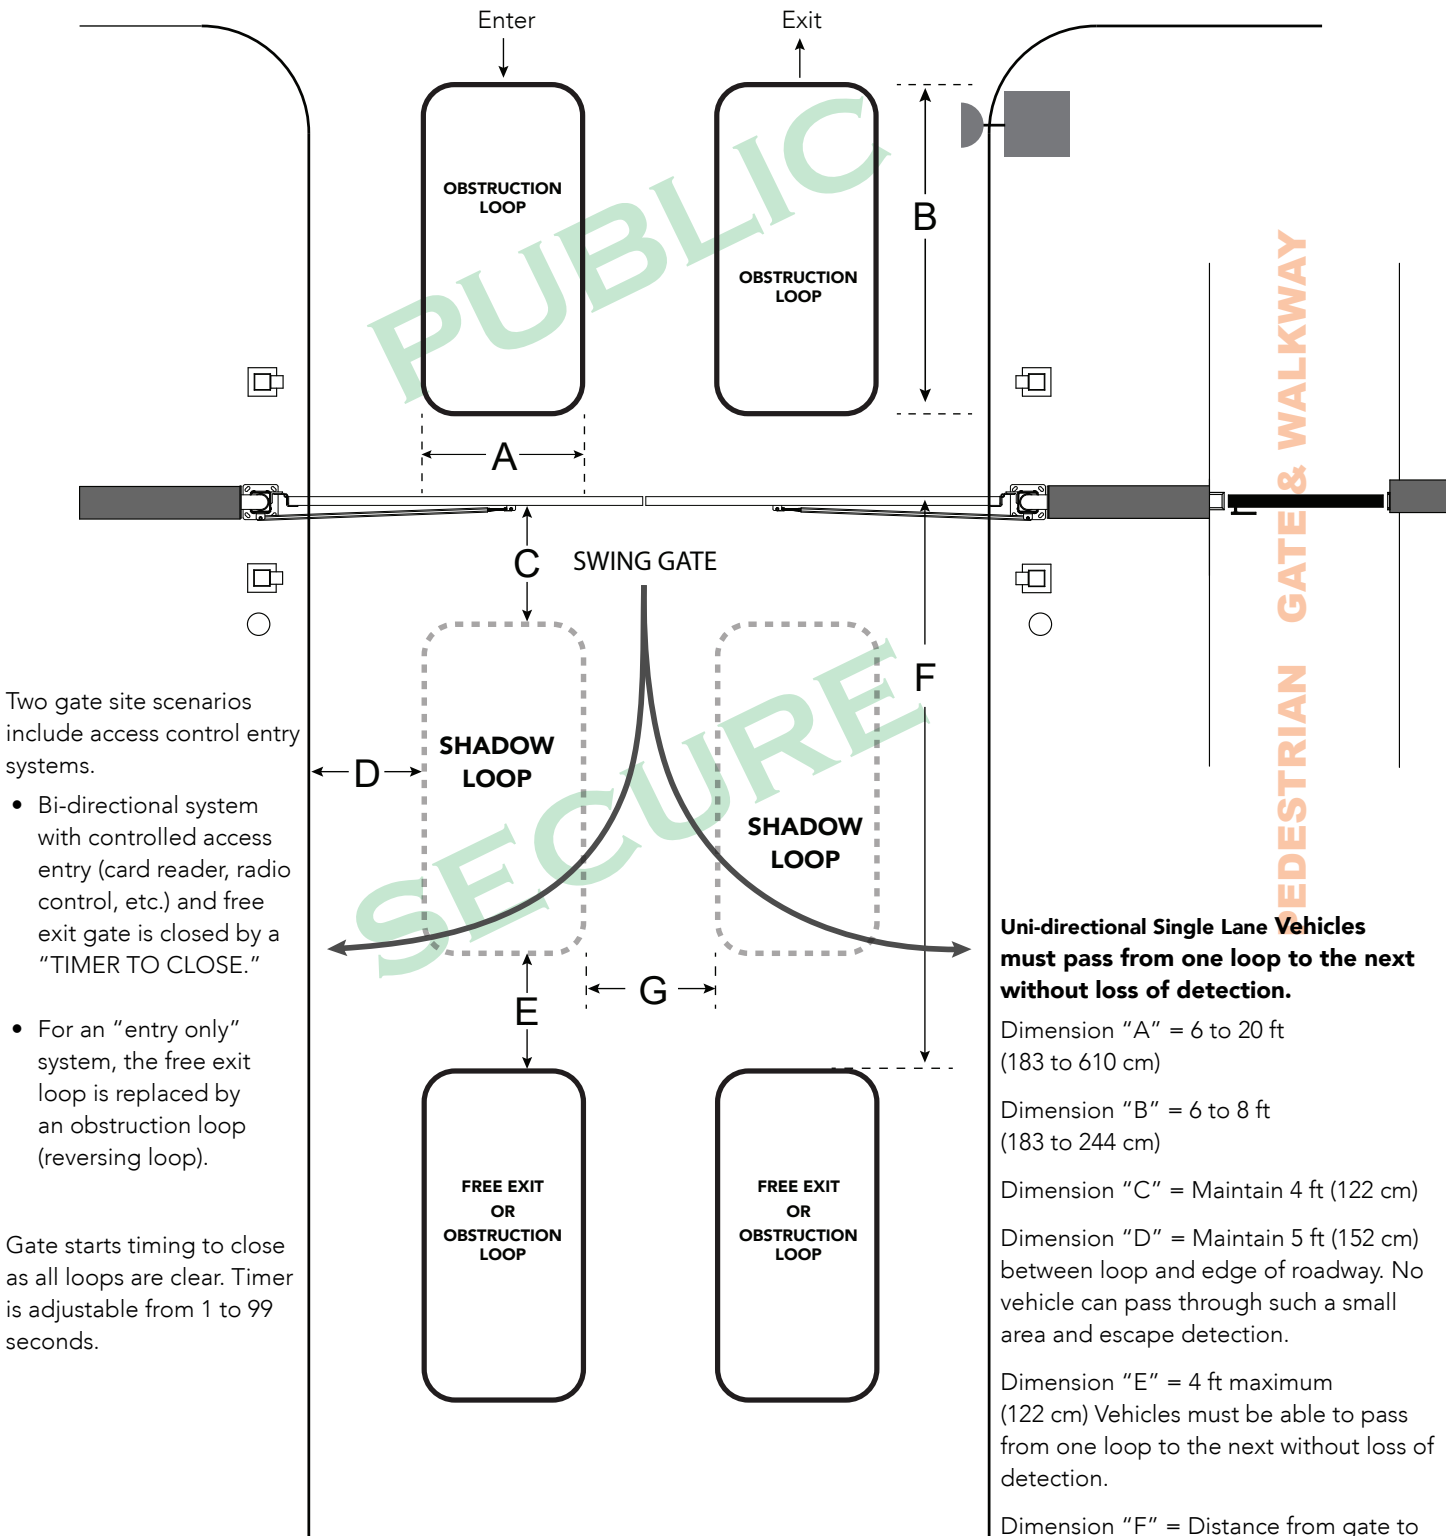 Enter
Exit
PUBLIC
OBSTRUCTION
LOOP
OBSTRUCTION
LOOP
B
A
PEDESTRIAN GATE & WALKWAY
C
SWING GATE
F
SECURE
SHADOW
LOOP
D
SHADOW
LOOP
E
G
FREE EXIT
OR
OBSTRUCTION
LOOP
FREE EXIT
OR
OBSTRUCTION
LOOP
Two gate site scenarios
include access control entry
systems.
• Bi-directional system
with controlled access
entry (card reader, radio
control, etc.) and free
exit gate is closed by a
“TIMER TO CLOSE.”
• For an “entry only”
system, the free exit
loop is replaced by
an obstruction loop
(reversing loop).
Gate starts timing to close
as all loops are clear. Timer
is adjustable from 1 to 99
seconds.
Uni-directional Single Lane Vehicles
must pass from one loop to the next
without loss of detection.
Dimension “A” = 6 to 20 ft
(183 to 610 cm)
Dimension “B” = 6 to 8 ft
(183 to 244 cm)
Dimension “C” = Maintain 4 ft (122 cm)
Dimension “D” = Maintain 5 ft (152 cm)
between loop and edge of roadway. No
vehicle can pass through such a small
area and escape detection.
Dimension “E” = 4 ft maximum
(122 cm) Vehicles must be able to pass
from one loop to the next without loss of
detection.
Dimension “F” = Distance from gate to